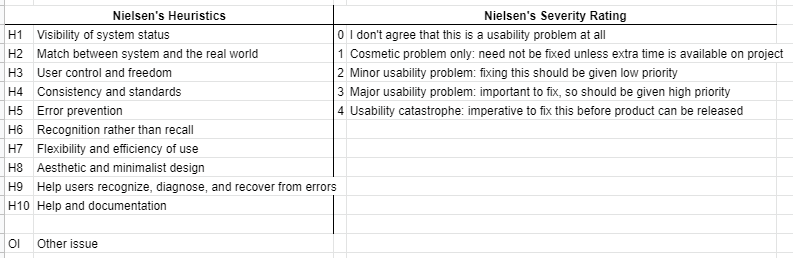 Nielsen's Heuristics Nielsen's Severity Rating
H1 Visibility of system status 0 I don't agree that this is a usability problem at all
H2 Match between system and the real world 1 Cosmetic problem only: need not be fixed unless extra time is available on project
H3 User control and freedom 2 Minor usability problem: fixing this should be given low priority
H4 Consistency and standards 3 Major usability problem: important to fix, so should be given high priority
H5 Error prevention 4 Usability catastrophe: imperative to fix this before product can be released
H6 Recognition rather than recall
H7 Flexibility and efficiency of use
H8 Aesthetic and minimalist design
H9 Help users recognize, diagnose, and recover from errors
H10 Help and documentation
OI Other issue